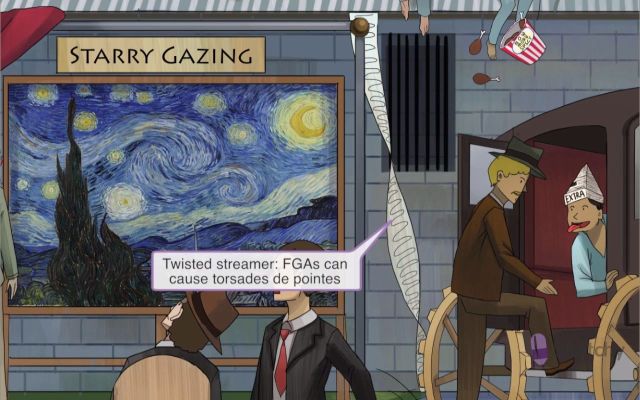 STARRY GAZING
EXTRA
Twisted streamer: FGAs can
cause torsades de pointes